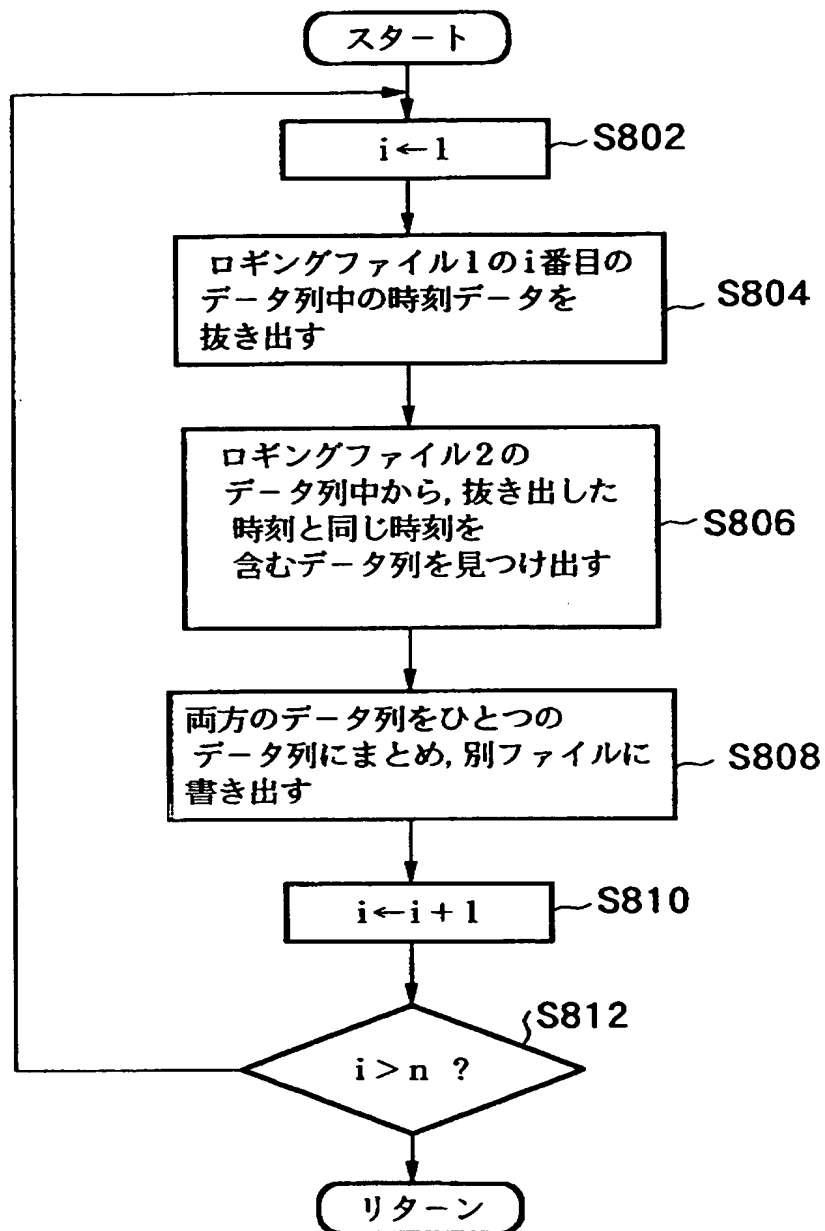 スタート
i←1
S802
ロギングファイル1のi番目の
データ列中の時刻データを
抜き出す
S804
ロギングファイル2の
データ列中から,抜き出した
時刻と同じ時刻を
含むデータ列を見つけ出す
S806
両方のデータ列をひとつの
データ列にまとめ,別ファイルに
書き出す
S808
i←i+1
S810
S812
i>n ?
リターン